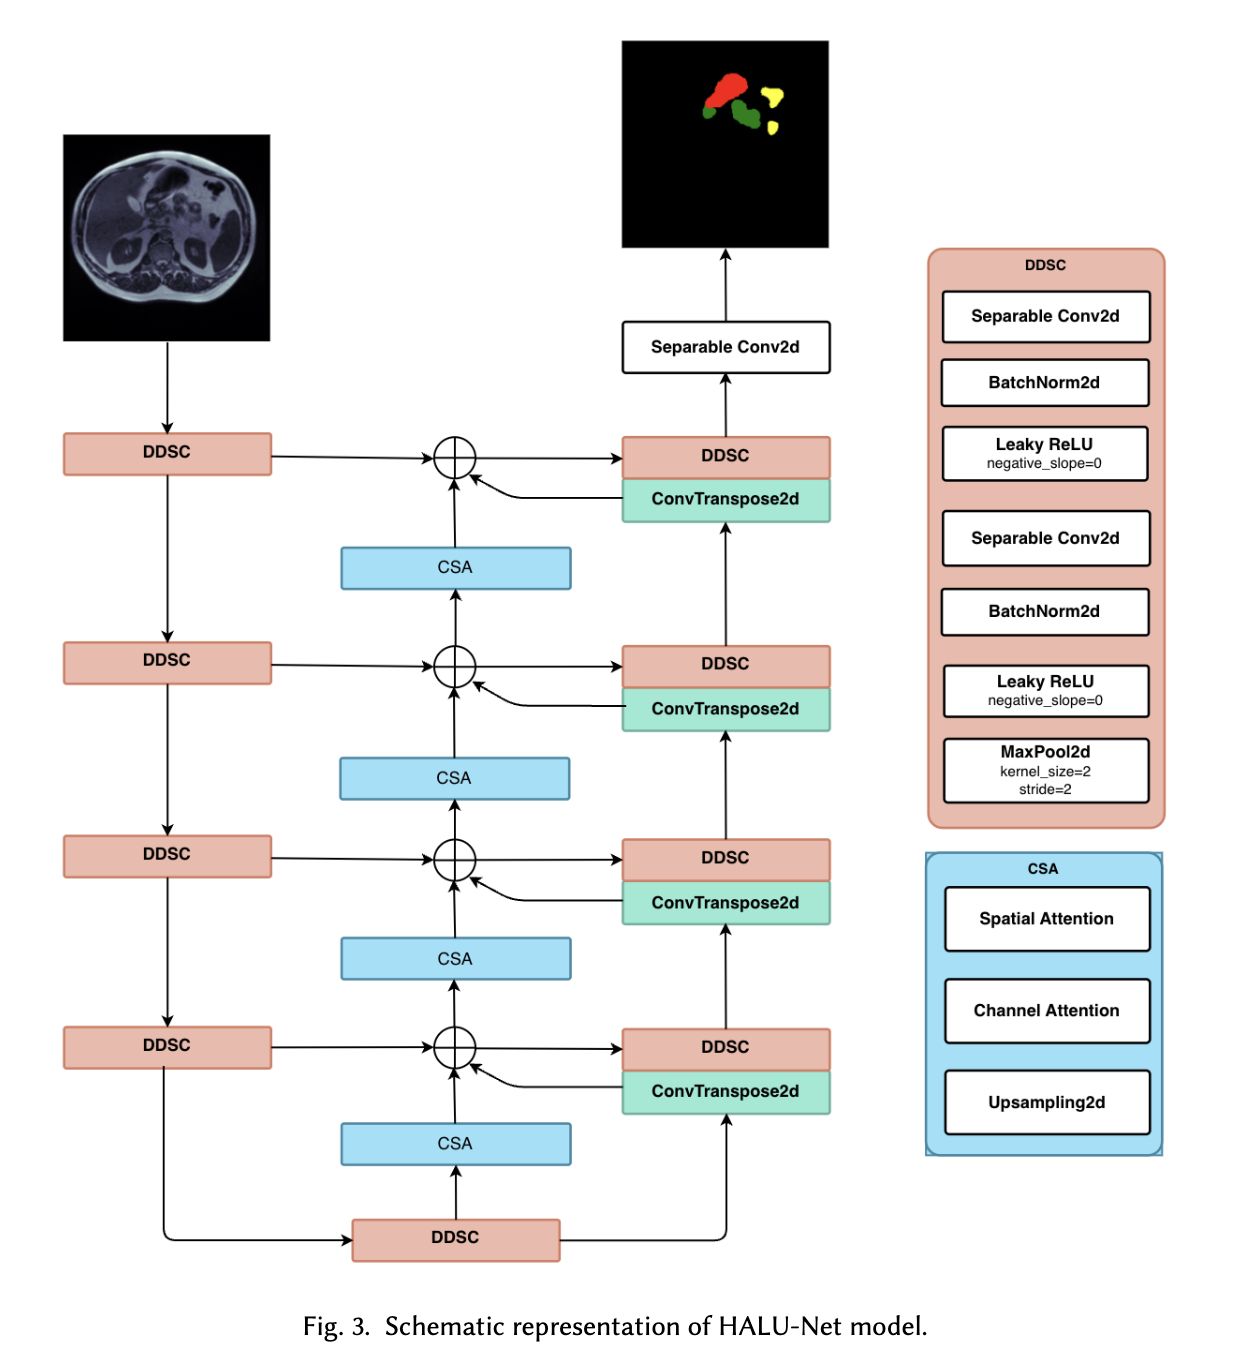 Separable Conv2d
DDSC
DDSC
ConvTranspose2d
CSA
DDSC
DDSC
ConvTranspose2d
CSA
DDSC
DDSC
ConvTranspose2d
CSA
DDSC
DDSC
ConvTranspose2d
CSA
DDSC
DDSC
Separable Conv2d
BatchNorm2d
Leaky ReLU
negative_slope=0
Separable Conv2d
BatchNorm2d
Leaky ReLU
negative_slope=0
MaxPool2d
kernel_size=2
stride=2
CSA
Spatial Attention
Channel Attention
Upsampling2d
Fig. 3. Schematic representation of HALU-Net model.